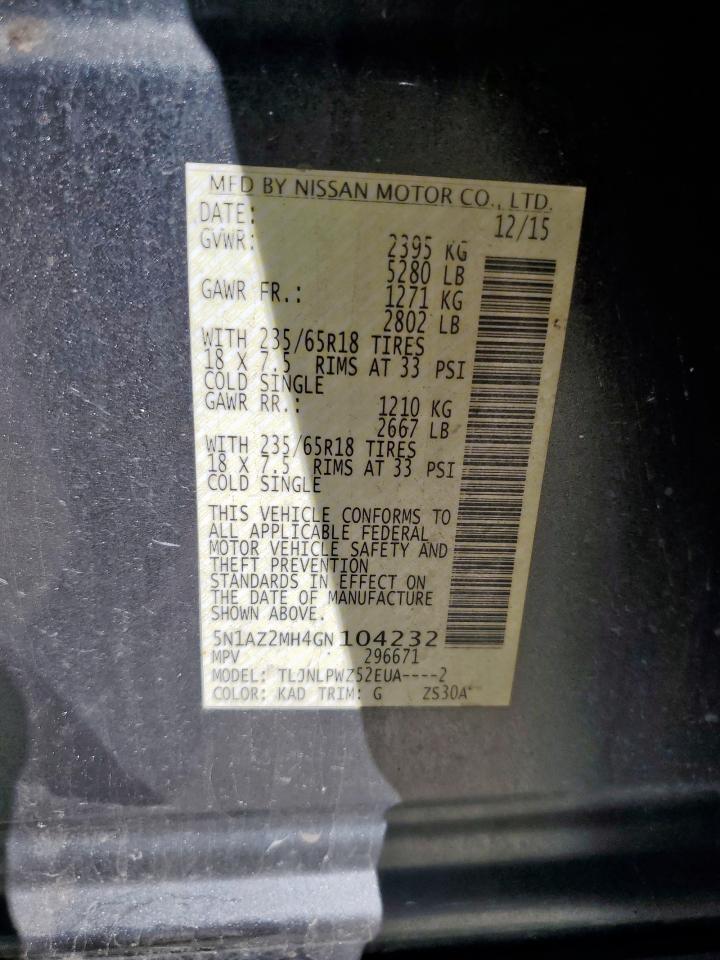 MFD BY NISSAN MOTOR CO., LTD.
DATE: 12/15
GVWR: 2395 KG
5280 LB
GAWR FR.: 1271 KG
2802 LB
WITH 235/65R18 TIRES
18 X 7.5 RIMS AT 33 PSI
COLD SINGLE
GAWR RR.: 1210 KG
2667 LB
WITH 235/65R18 TIRES
18 X 7.5 RIMS AT 33 PSI
COLD SINGLE
THIS VEHICLE CONFORMS TO
ALL APPLICABLE FEDERAL
MOTOR VEHICLE SAFETY AND
THEFT PREVENTION
STANDARDS IN EFFECT ON
THE DATE OF MANUFACTURE
SHOWN ABOVE.
5N1AZ2MH4GN104232
MPV 296671
MODEL: TLJNLPWZ52EUA----2
COLOR: KAD TRIM: G ZS30A